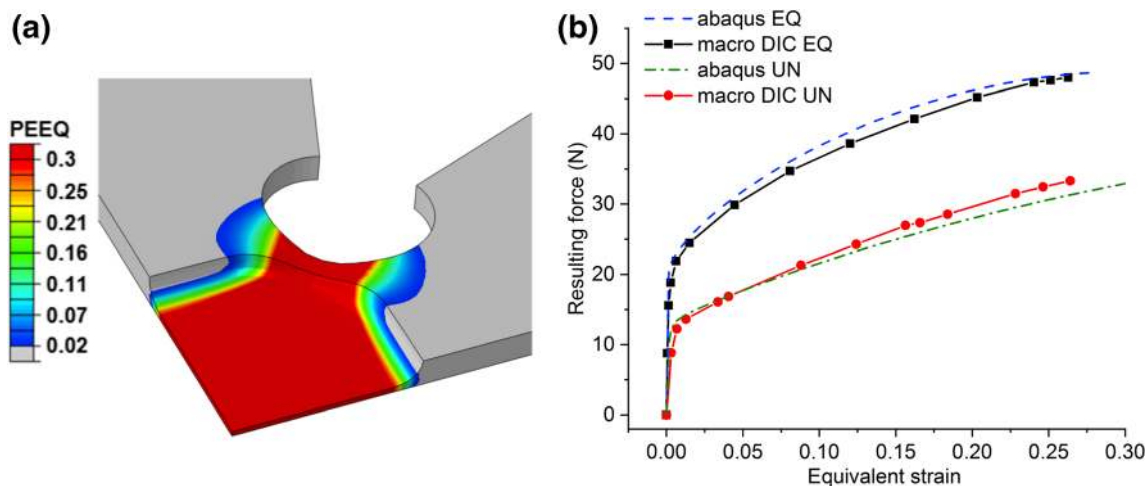 (a)
PEEQ
0.3
0.25
0.21
0.16
0.11
0.07
0.02
(b)
abaqus EQ
macro DIC EQ
abaqus UN
macro DIC UN
Resulting force (N)
50
40
30
20
10
0
0.00 0.05 0.10 0.15 0.20 0.25 0.30
Equivalent strain